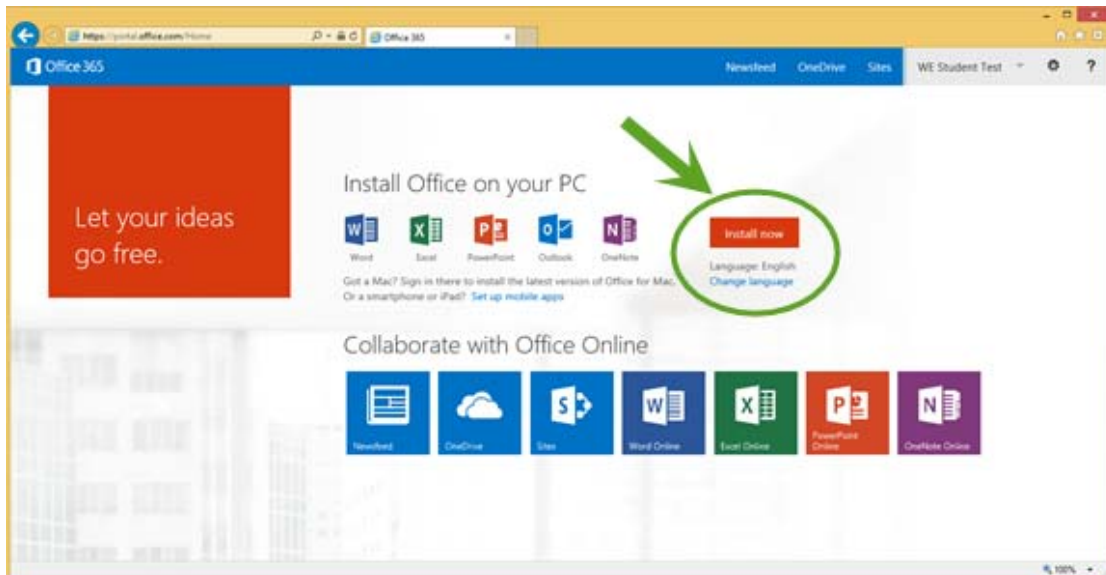 https://portal.office.com/Home
Office 365
Office 365
Newsfeed OneDrive Sites WE Student Test ?
Let your ideas
go free.
Install Office on your PC
Word Excel PowerPoint Outlook OneNote
Got a Mac? Sign in there to install the latest version of Office for Mac.
Or a smartphone or iPad? Set up mobile apps
Install now
Language: English
Change language
Collaborate with Office Online
Newsfeed OneDrive Sites Word Online Excel Online PowerPoint Online OneNote Online
100%